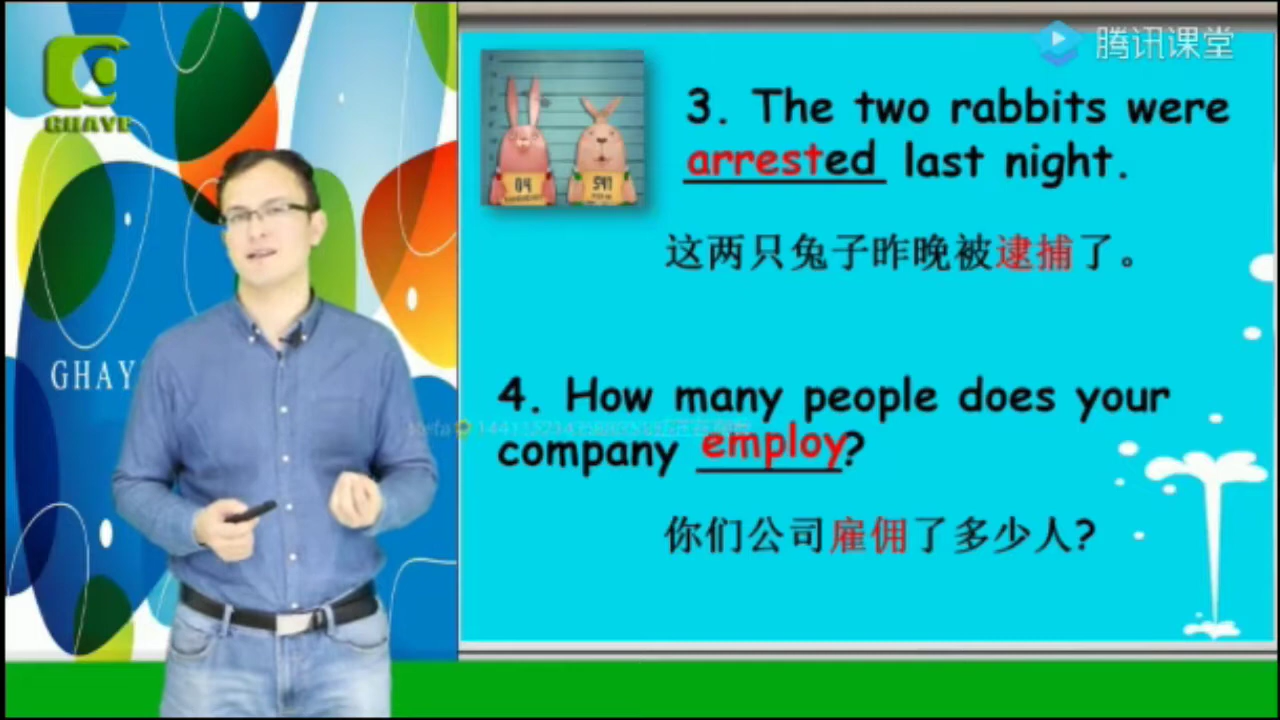 腾讯课堂
GHAYE
3. The two rabbits were
arrested last night.
04
541
这两只兔子昨晚被逮捕了。
GHAY
4. How many people does your
company employ?
你们公司雇佣了多少人?